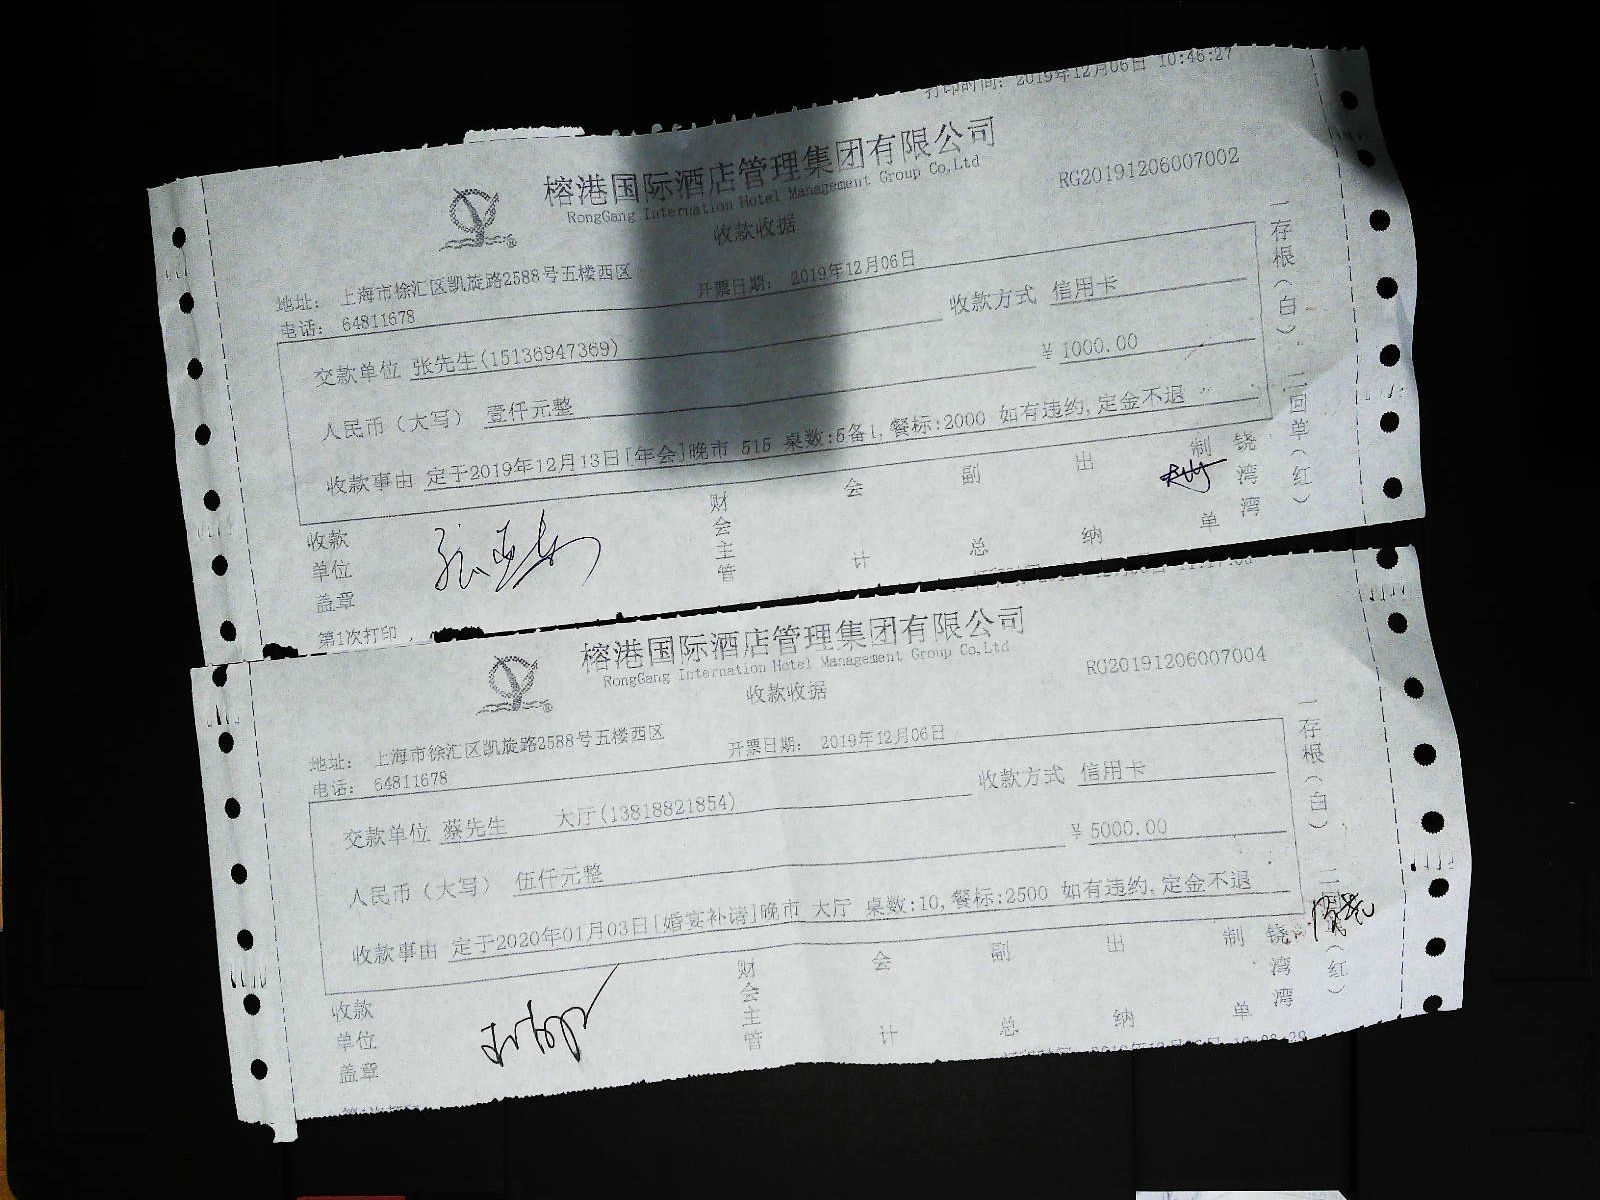 打印时间: 2019年12月06日 10:46:27
榕港国际酒店管理集团有限公司
RongGang Internation Hotel Management Group Co,Ltd
RG20191206007002
收款收据
地址: 上海市徐汇区凯旋路2588号五楼西区
开票日期: 2019年12月06日
电话: 64811678
交款单位 张先生(15136947369)
收款方式 信用卡
人民币（大写） 壹仟元整
¥ 1000.00
收款事由 定于2019年12月13日[年会]晚市 515 桌数:5备1,餐标:2000 如有违约,定金不退
收款单位盖章
财会主管
会计
副总
出纳
制单
铙湾湾
一存根（白） 二回单（红）
第1次打印
榕港国际酒店管理集团有限公司
RongGang Internation Hotel Management Group Co,Ltd
RG20191206007004
收款收据
地址: 上海市徐汇区凯旋路2588号五楼西区
开票日期: 2019年12月06日
电话: 64811678
交款单位 蔡先生 大厅(13818821854)
收款方式 信用卡
人民币（大写） 伍仟元整
¥ 5000.00
收款事由 定于2020年01月03日[婚宴补请]晚市 大厅 桌数:10,餐标:2500 如有违约,定金不退
收款单位盖章
财会主管
会计
副总
出纳
制单
铙湾湾
一存根（白） 二 （红）